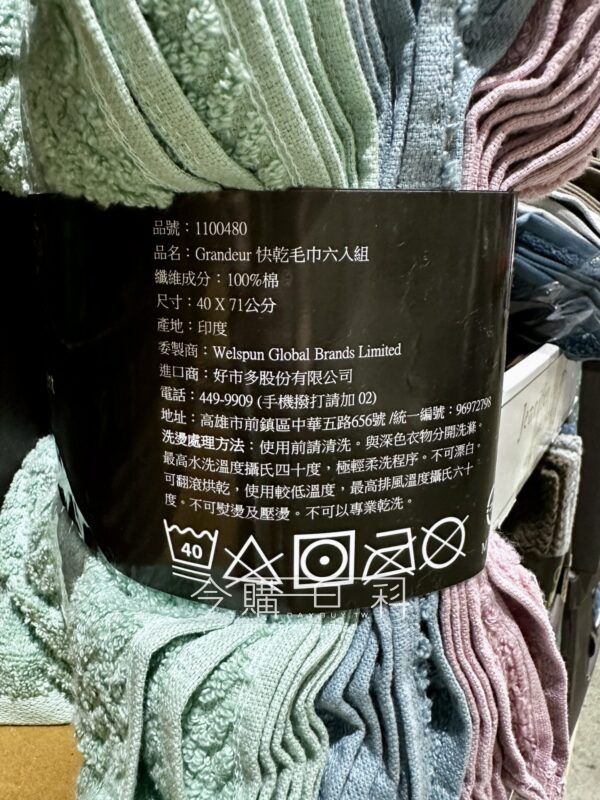 品號：1100480
品名：Grandeur 快乾毛巾六入組
纖維成分：100%棉
尺寸：40 X 71公分
產地：印度
委製商：Welspun Global Brands Limited
進口商：好市多股份有限公司
電話：449-9909 (手機撥打請加 02)
地址：高雄市前鎮區中華五路656號 /統一編號：96972798
洗燙處理方法：使用前請清洗。與深色衣物分開洗滌。
最高水洗溫度攝氏四十度，極輕柔洗程序。不可漂白。
可翻滾烘乾，使用較低溫度，最高排風溫度攝氏六十
度。不可熨燙及壓燙。不可以專業乾洗。
40
今購百彩